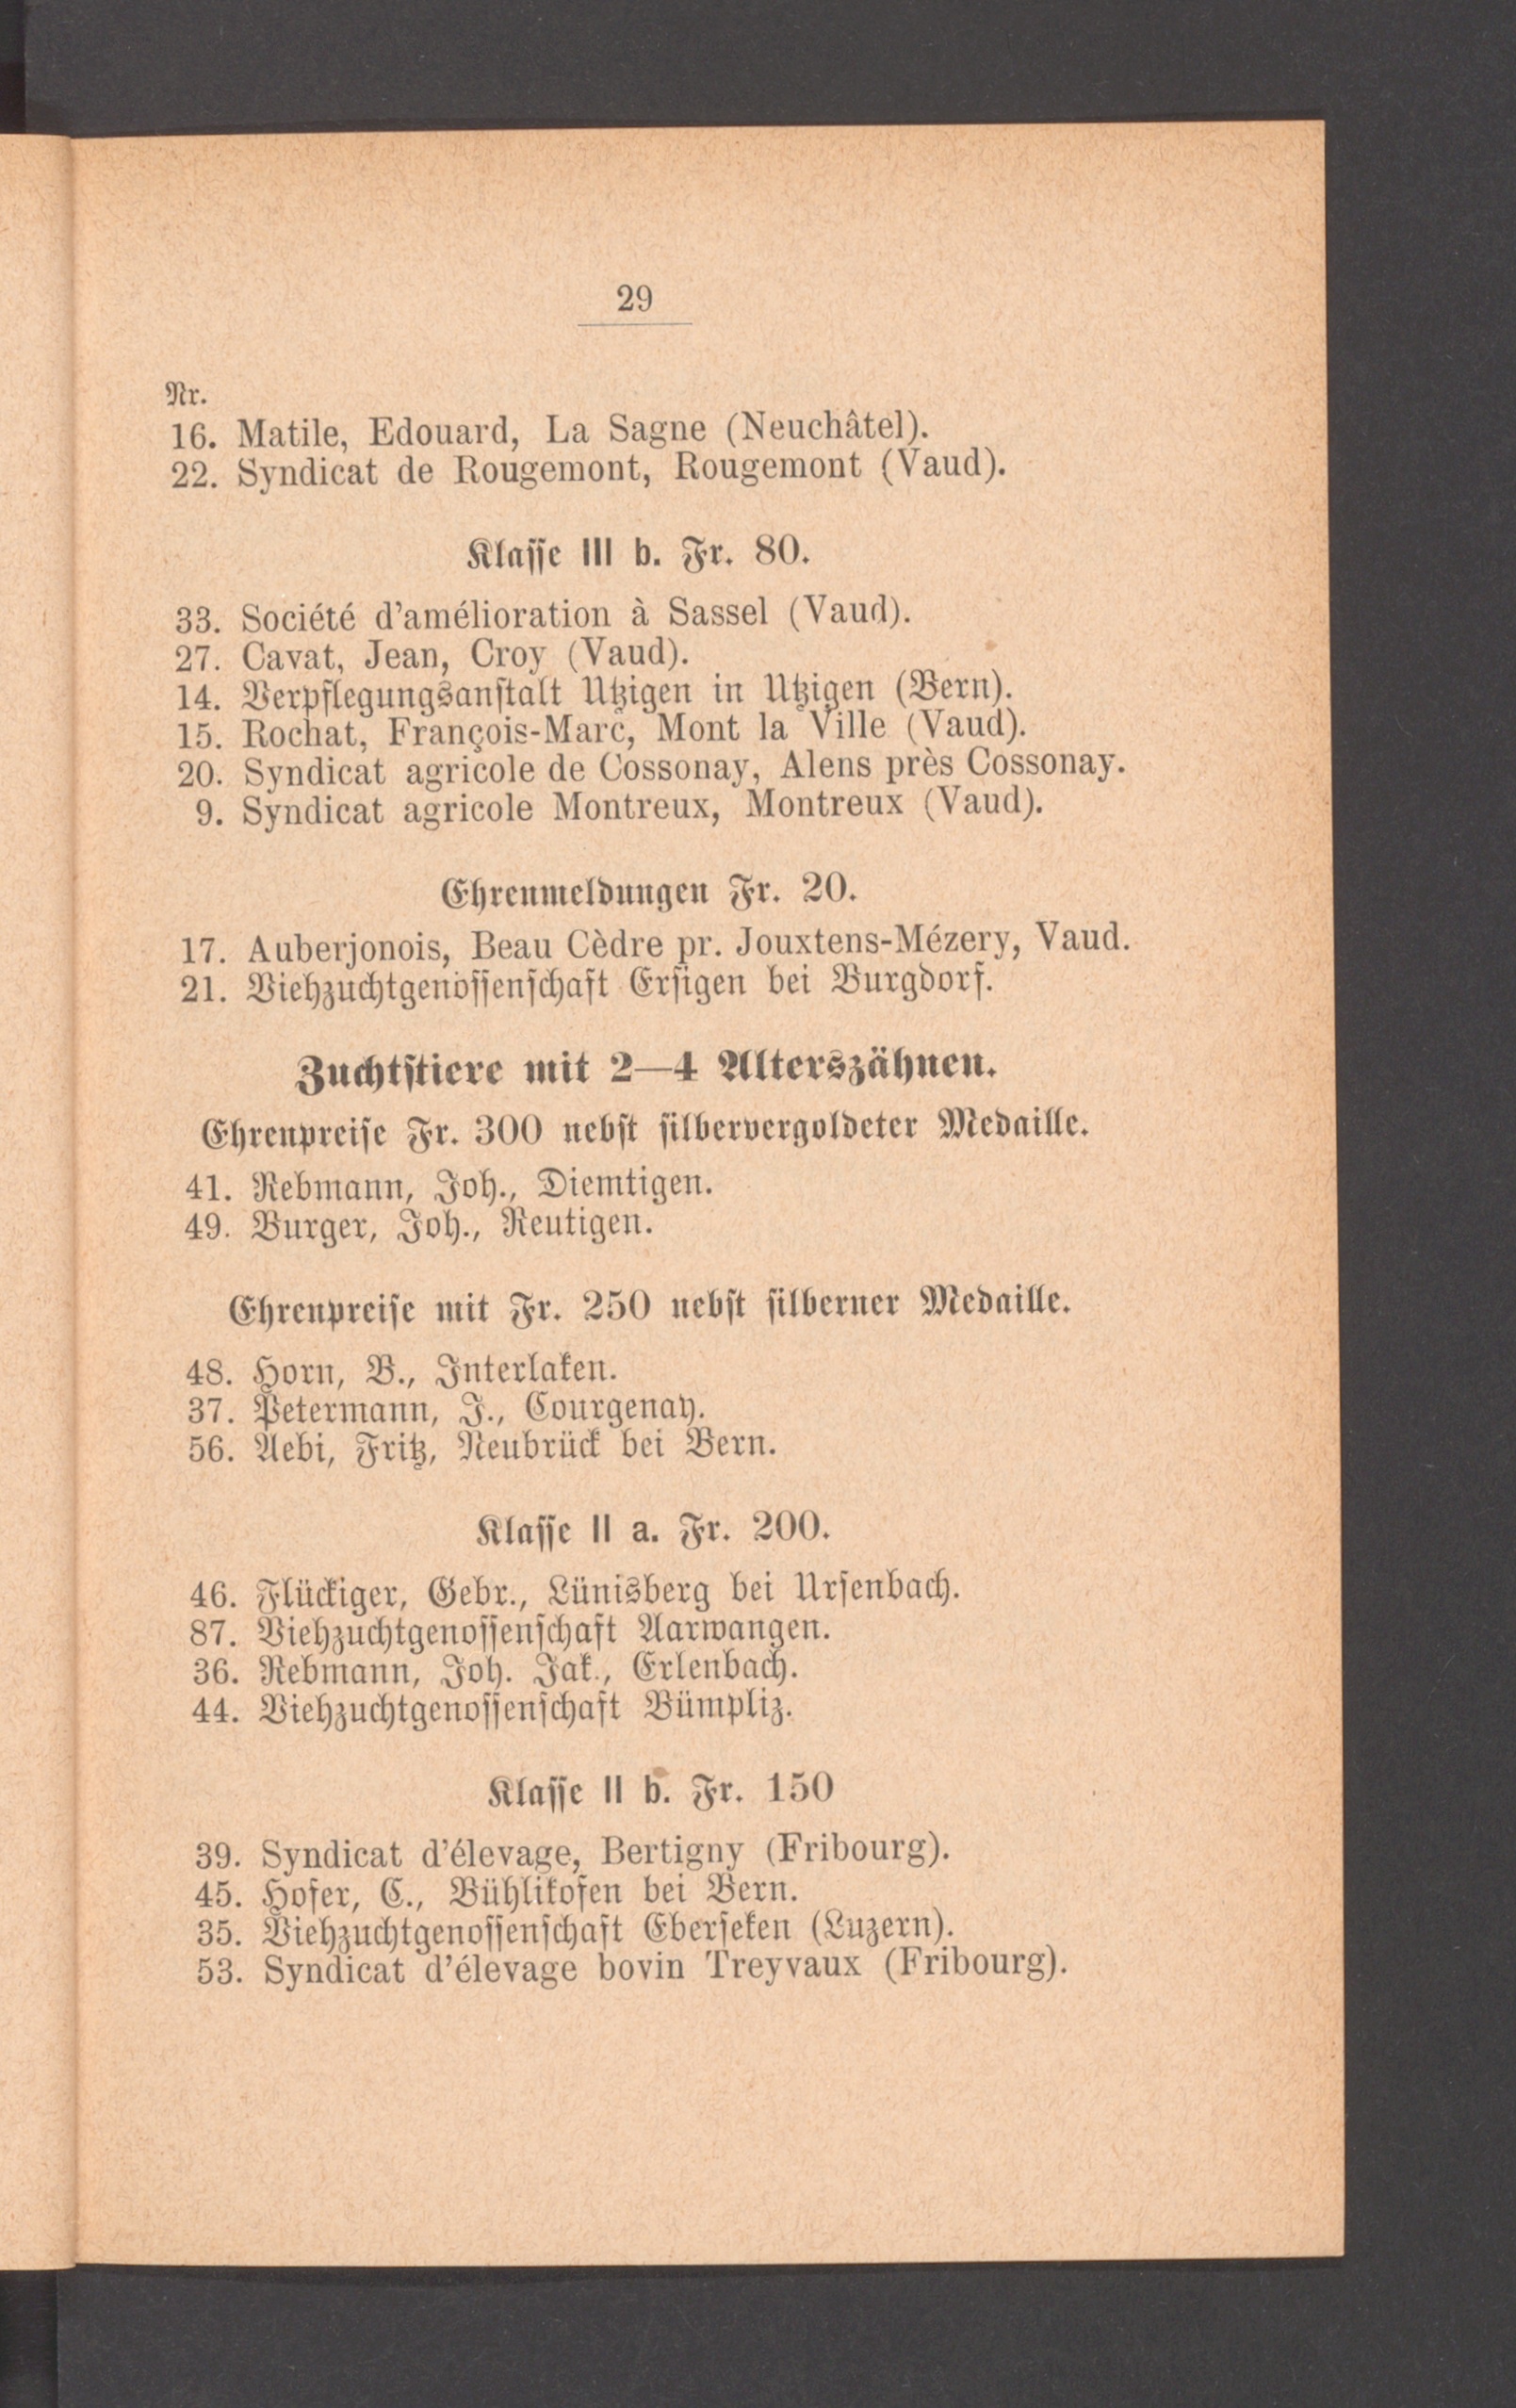 29
Nr.
16. Matile, Edouard, La Sagne (Neuchâtel).
22. Syndicat de Rougemont, Rougemont (Vaud).
Klasse III b. Fr. 80.
33. Société d'amélioration à Sassel (Vaud).
27. Cavat, Jean, Croy (Vaud).
14. Verpflegungsanstalt Utzigen in Utzigen (Bern).
15. Rochat, François-Marc, Mont la Ville (Vaud).
20. Syndicat agricole de Cossonay, Alens près Cossonay.
9. Syndicat agricole Montreux, Montreux (Vaud).
Ehrenmeldungen Fr. 20.
17. Auberjonois, Beau Cèdre pr. Jouxtens-Mézery, Vaud.
21. Viehzuchtgenossenschaft Ersigen bei Burgdorf.
Zuchtstiere mit 2—4 Alterszähnen.
Ehrenpreise Fr. 300 nebst silbervergoldeter Medaille.
41. Rebmann, Joh., Diemtigen.
49. Burger, Joh., Reutigen.
Ehrenpreise mit Fr. 250 nebst silberner Medaille.
48. Horn, B., Interlaken.
37. Petermann, J., Courgenay.
56. Aebi, Fritz, Neubrück bei Bern.
Klasse II a. Fr. 200.
46. Flückiger, Gebr., Lünisberg bei Ursenbach.
87. Viehzuchtgenossenschaft Aarwangen.
36. Rebmann, Joh. Jak., Erlenbach.
44. Viehzuchtgenossenschaft Bümpliz.
Klasse II b. Fr. 150
39. Syndicat d'élevage, Bertigny (Fribourg).
45. Hofer, C., Bühlikofen bei Bern.
35. Viehzuchtgenossenschaft Eberseken (Luzern).
53. Syndicat d'élevage bovin Treyvaux (Fribourg).